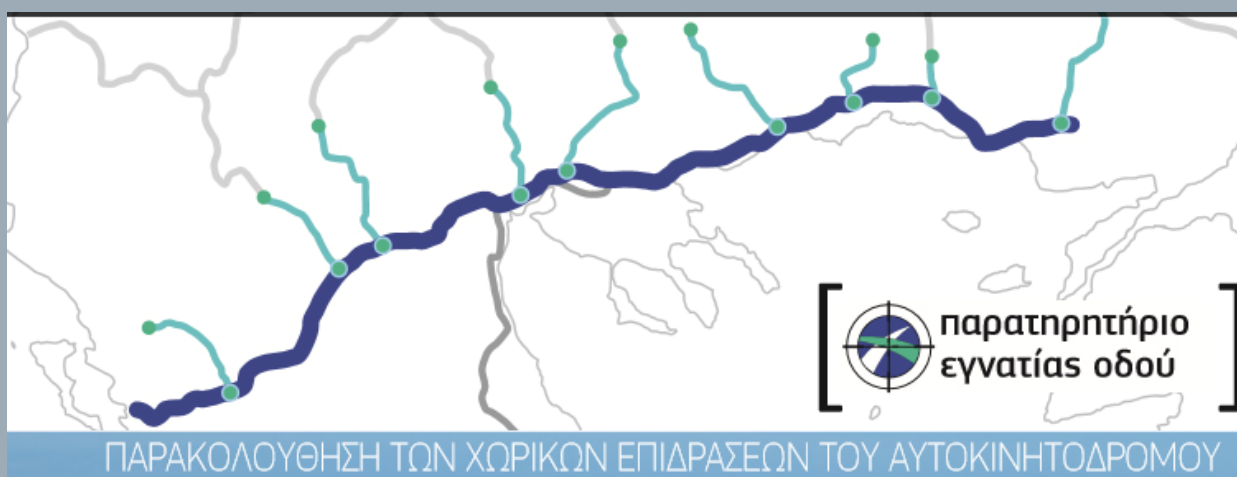 παρατηρητήριο
εγνατίας οδού
ΠΑΡΑΚΟΛΟΥΘΗΣΗ ΤΩΝ ΧΩΡΙΚΩΝ ΕΠΙΔΡΑΣΕΩΝ ΤΟΥ ΑΥΤΟΚΙΝΗΤΟΔΡΟΜΟΥ